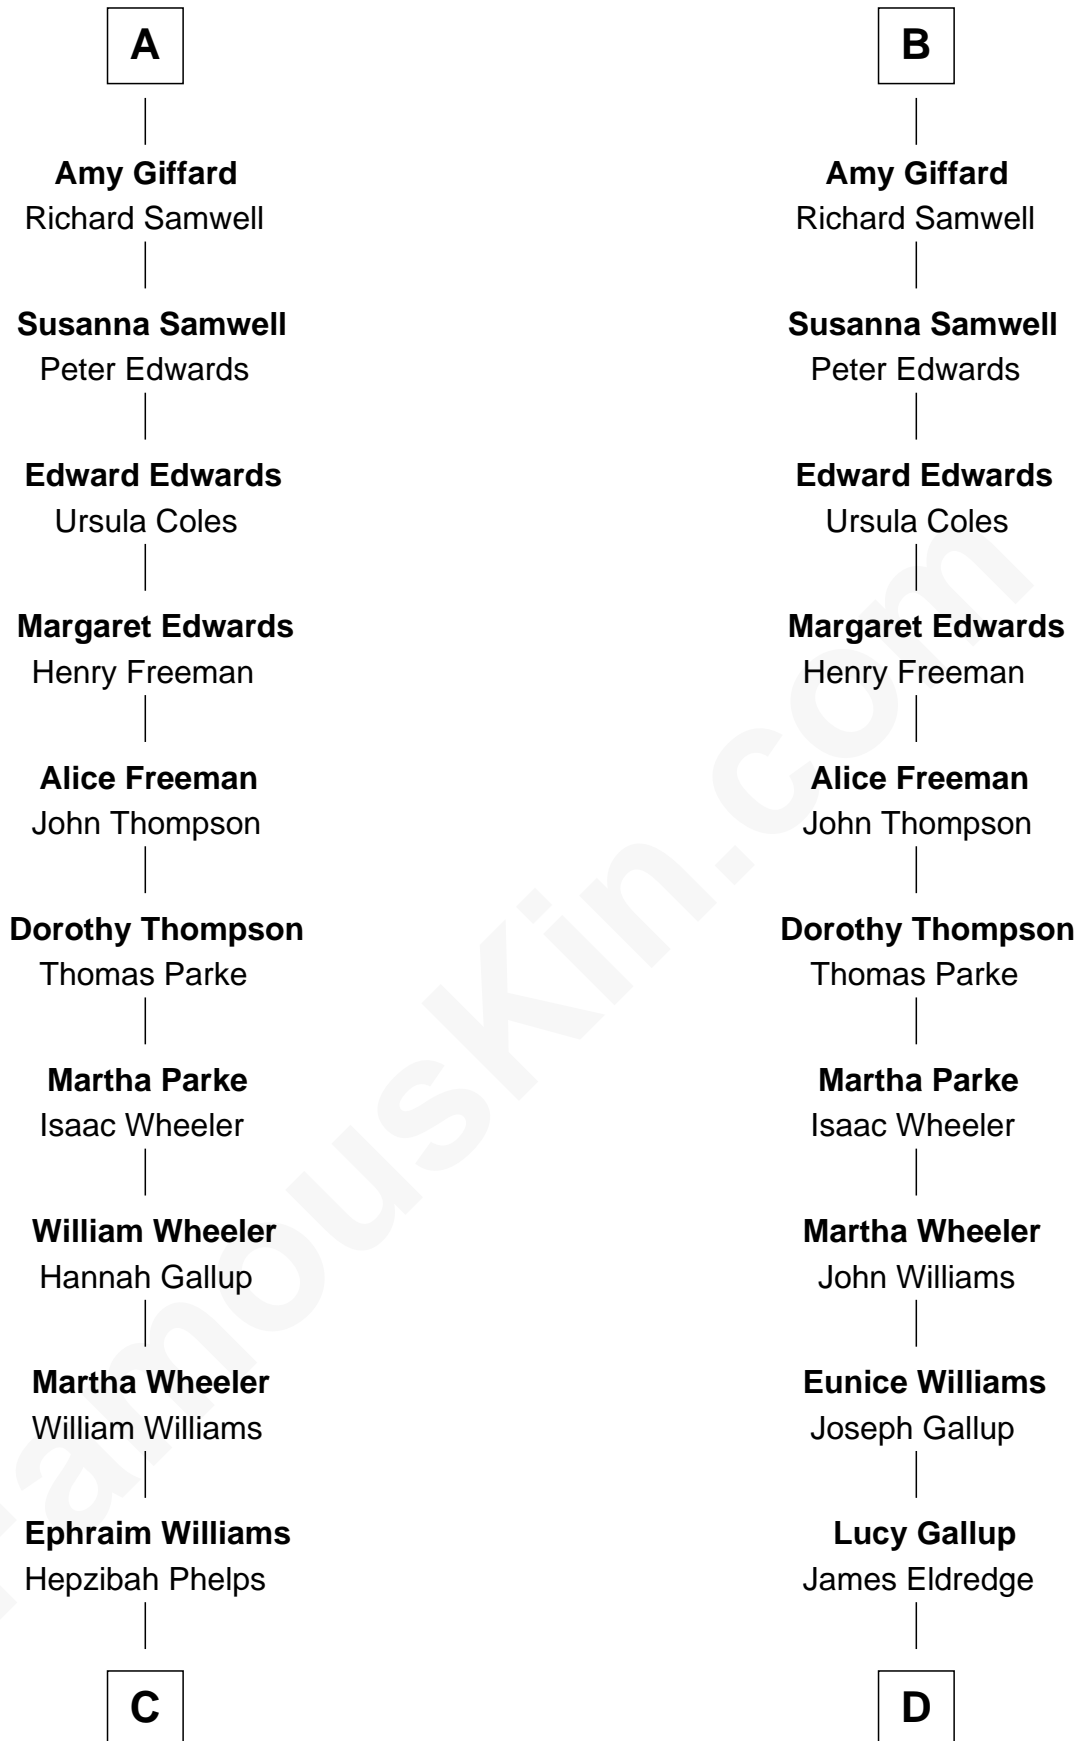 A
Amy Giffard
Richard Samwell
Susanna Samwell
Peter Edwards
Edward Edwards
Ursula Coles
Margaret Edwards
Henry Freeman
Alice Freeman
John Thompson
Dorothy Thompson
Thomas Parke
Martha Parke
Isaac Wheeler
William Wheeler
Hannah Gallup
Martha Wheeler
William Williams
Ephraim Williams
Hepzibah Phelps
C
B
Amy Giffard
Richard Samwell
Susanna Samwell
Peter Edwards
Edward Edwards
Ursula Coles
Margaret Edwards
Henry Freeman
Alice Freeman
John Thompson
Dorothy Thompson
Thomas Parke
Martha Parke
Isaac Wheeler
Martha Wheeler
John Williams
Eunice Williams
Joseph Gallup
Lucy Gallup
James Eldredge
D
FamousKin.com